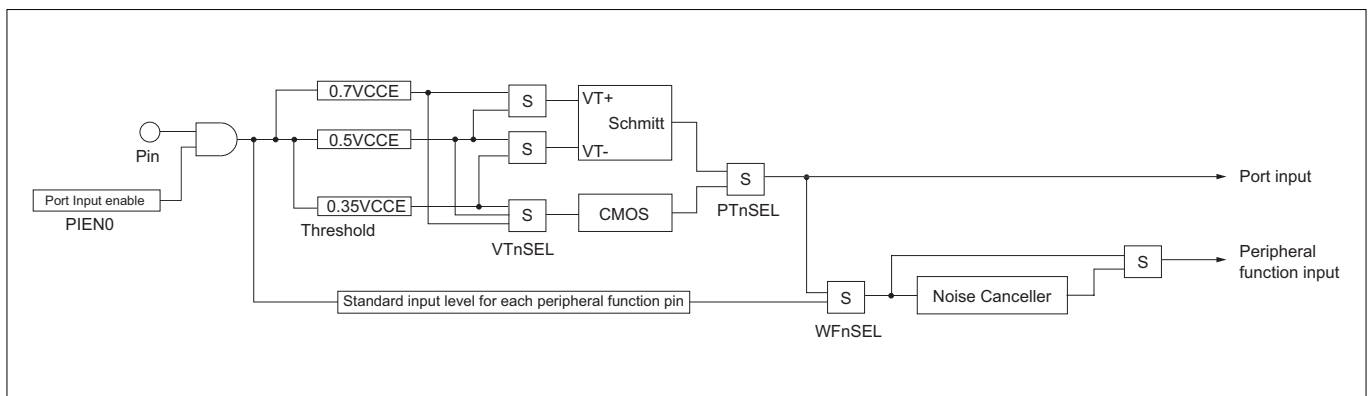 0.7VCCE
S
VT+
Schmitt
0.5VCCE
S
VT-
Pin
S
Port input
PTnSEL
Port Input enable
PIEN0
0.35VCCE
S
CMOS
Threshold
VTnSEL
S
Peripheral
function input
Standard input level for each peripheral function pin
S
Noise Canceller
WFnSEL